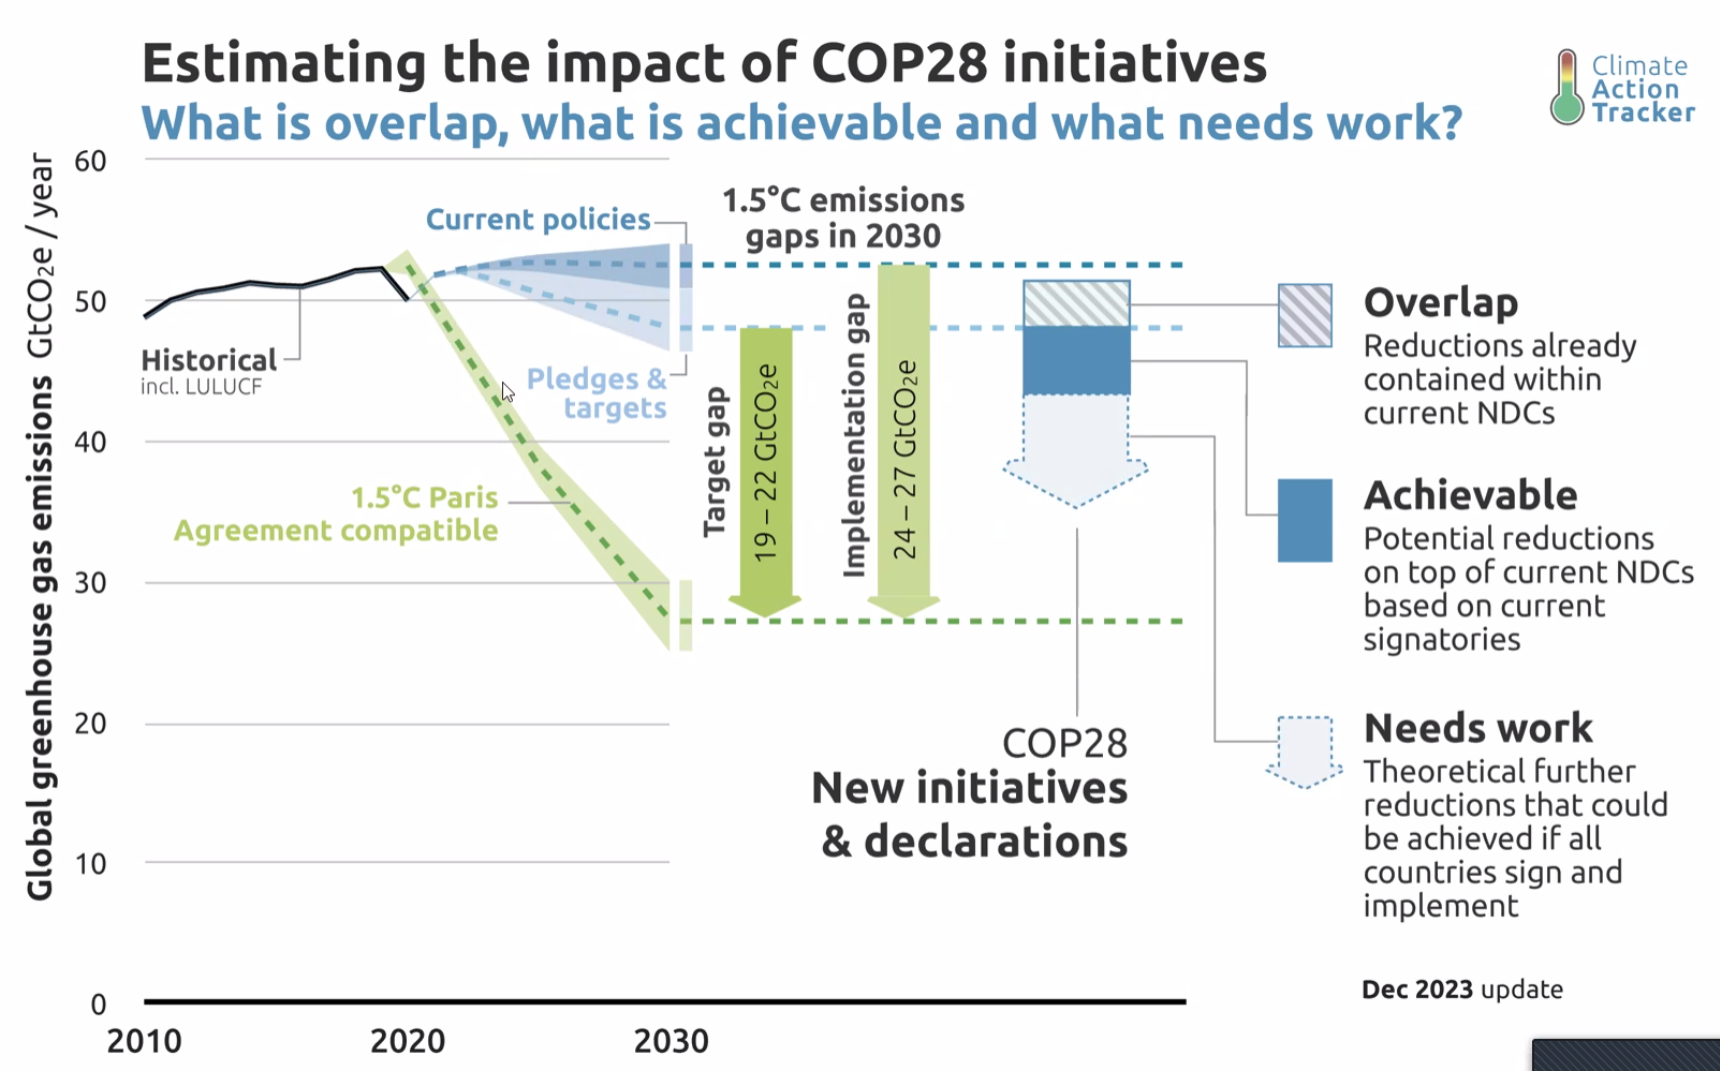 Estimating the impact of COP28 initiatives
What is overlap, what is achievable and what needs work?
Climate
Action
Tracker
Global greenhouse gas emissions GtCO₂e / year
60
50
40
30
20
10
0
2010
2020
2030
Historical
incl. LULUCF
Current policies
Pledges &
targets
1.5°C Paris
Agreement compatible
1.5°C emissions
gaps in 2030
Target gap
19 – 22 GtCO₂e
Implementation gap
24 – 27 GtCO₂e
COP28
New initiatives
& declarations
Overlap
Reductions already
contained within
current NDCs
Achievable
Potential reductions
on top of current NDCs
based on current
signatories
Needs work
Theoretical further
reductions that could
be achieved if all
countries sign and
implement
Dec 2023 update